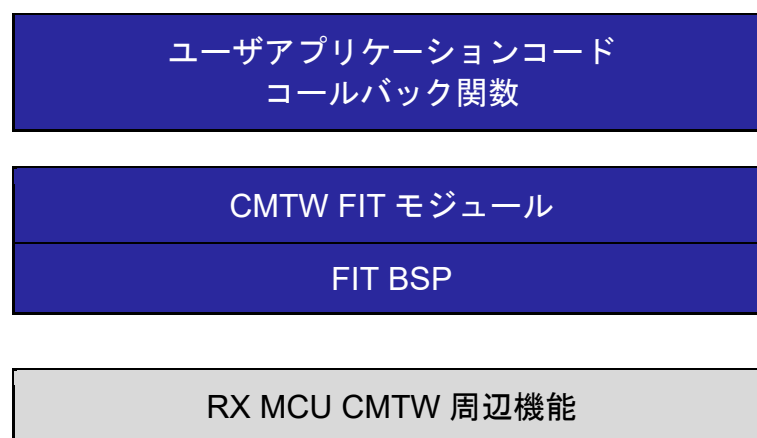 ユーザアプリケーションコード
コールバック関数
CMTW FIT モジュール
FIT BSP
RX MCU CMTW 周辺機能